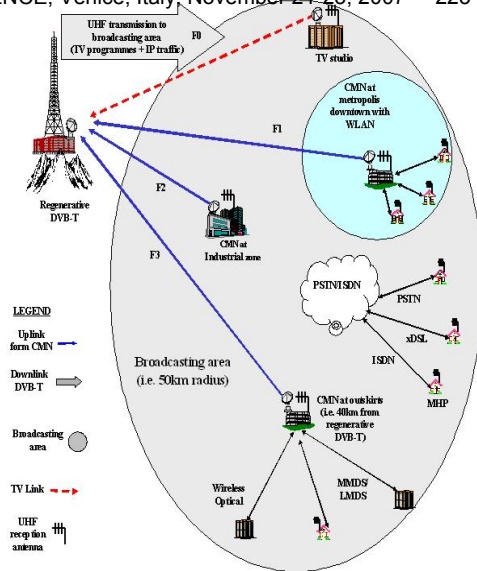 ENCE, Venice, Italy, November 21-23, 2007 228
UHF transmission to
broadcasting area
(TV programmes + IP traffic)
F0
TV studio
CMN at
metropolis
downtown with
WLAN
F1
Regenerative
DVB-T
F2
CMN at
Industrial zone
F3
PSTN/ISDN
PSTN
xDSL
ISDN
MHP
LEGEND
Uplink
form CMN
Downlink
DVB-T
Broadcasting
area
TV Link
UHF
reception
antenna
Broadcasting area
(i.e. 50km radius)
CMN at outskirts
(i.e. 40km from
regenerative
DVB-T)
Wireless
Optical
MMDS/
LMDS